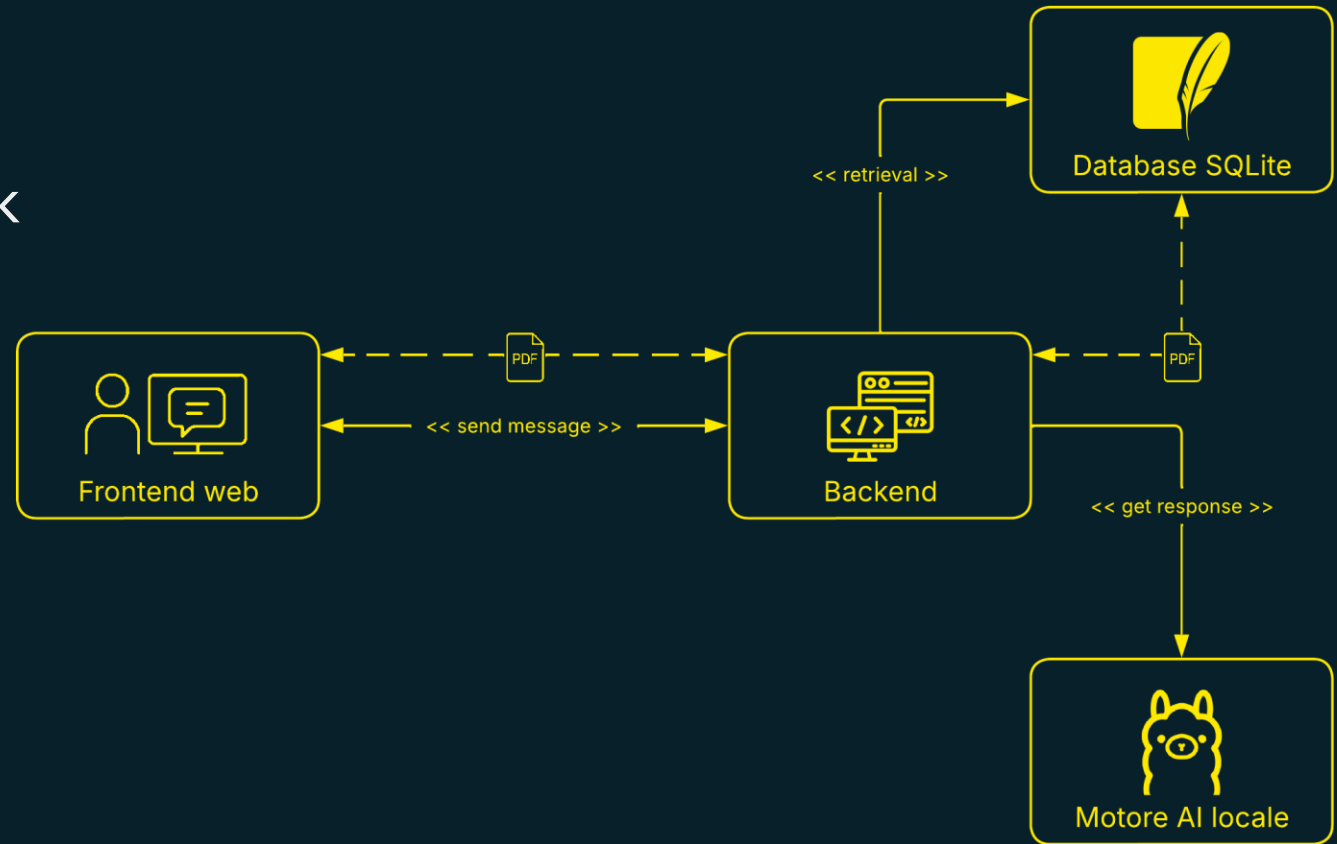 Database SQLite
<< retrieval >>
PDF
PDF
<< send message >>
</>
</>
Frontend web
Backend
<< get response >>
Motore AI locale